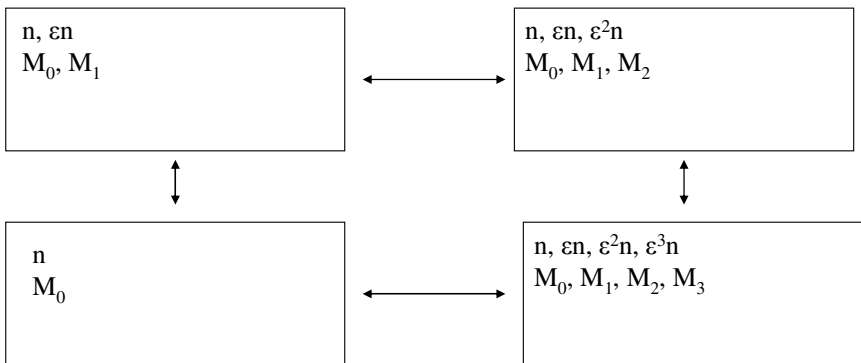 n, εn
M₀, M₁
n, εn, ε²n
M₀, M₁, M₂
n
M₀
n, εn, ε²n, ε³n
M₀, M₁, M₂, M₃